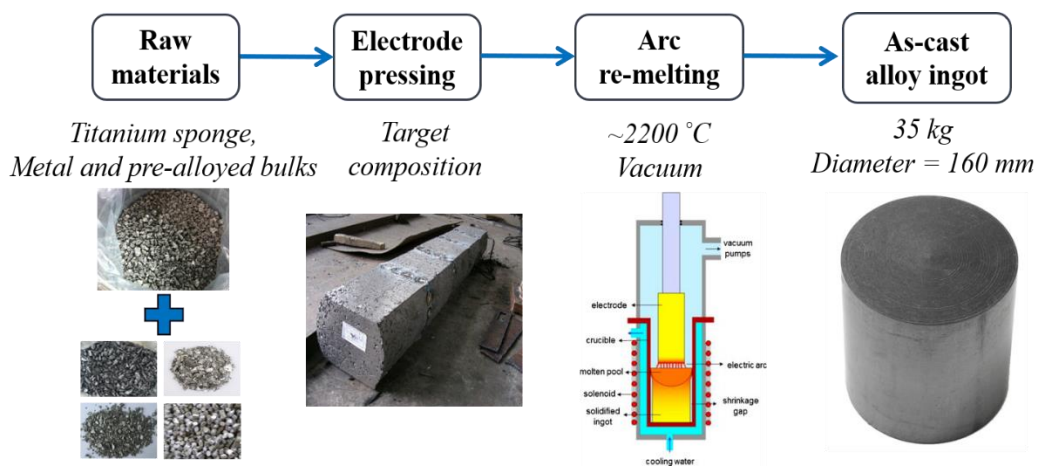 Raw
materials
Electrode
pressing
Arc
re-melting
As-cast
alloy ingot
Titanium sponge,
Metal and pre-alloyed bulks
Target
composition
~2200 ˚C
Vacuum
35 kg
Diameter = 160 mm
vacuum
pumps
electrode
crucible
electric arc
molten pool
solenoid
shrinkage
gap
solidified
ingot
cooling water